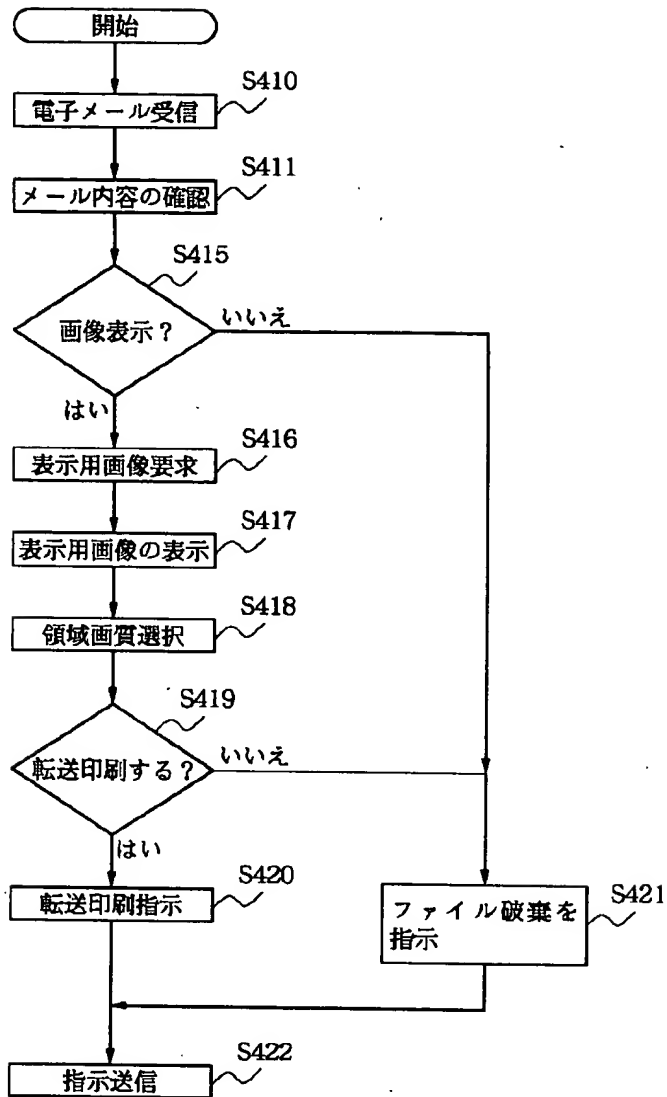 開始
S410
電子メール受信
S411
メール内容の確認
S415
画像表示？
いいえ
はい
S416
表示用画像要求
S417
表示用画像の表示
S418
領域画質選択
S419
転送印刷する？
いいえ
はい
S420
転送印刷指示
S421
ファイル破棄を
指示
S422
指示送信